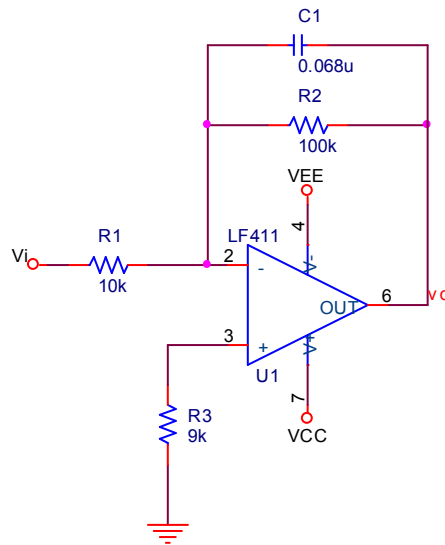 C1
0.068u
R2
100k
VEE
4
LF411
V-
R1
Vi
2
-
10k
6
OUT
3
+
V+
U1
7
R3
9k
VCC